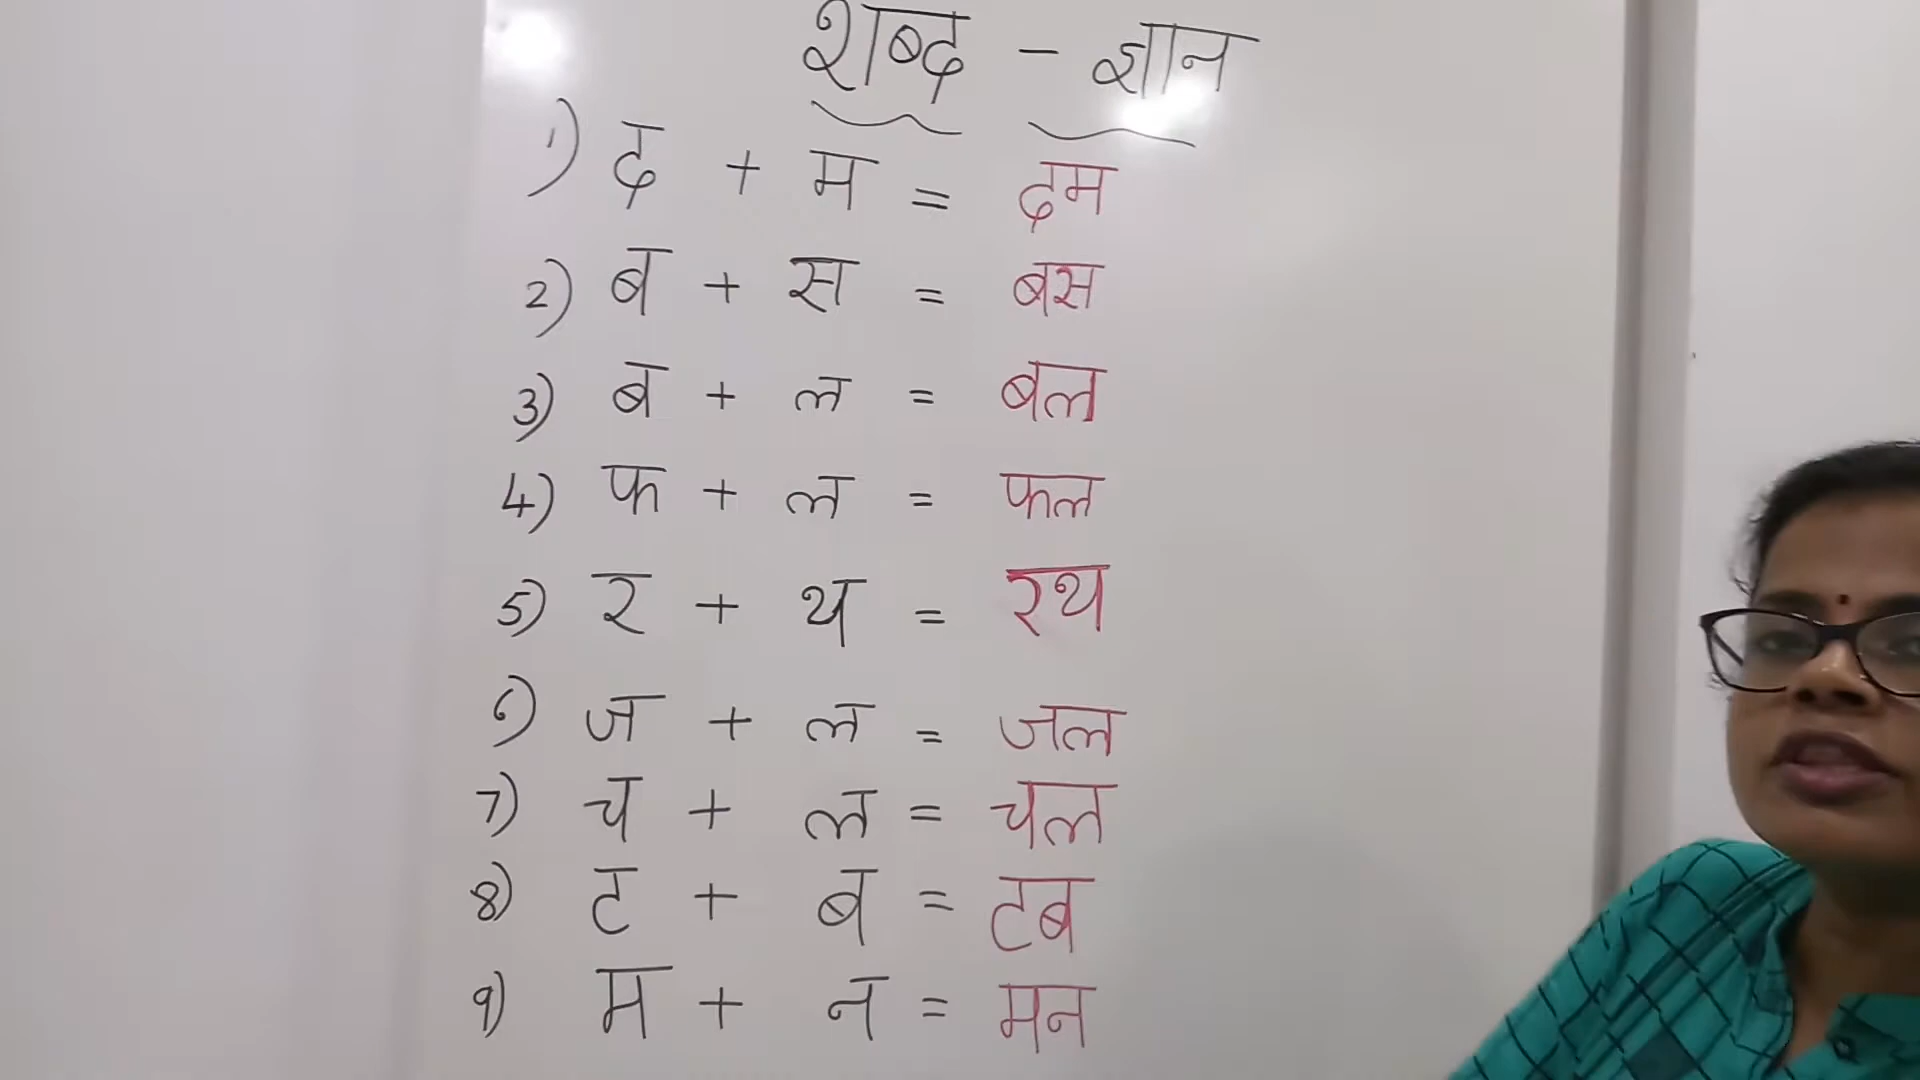 शब्द - ज्ञान
1) द + म = दम
2) ब + स = बस
3) ब + ल = बल
4) फ + ल = फल
5) र + थ = रथ
6) ज + ल = जल
7) च + ल = चल
8) ट + ब = टब
9) म + न = मन